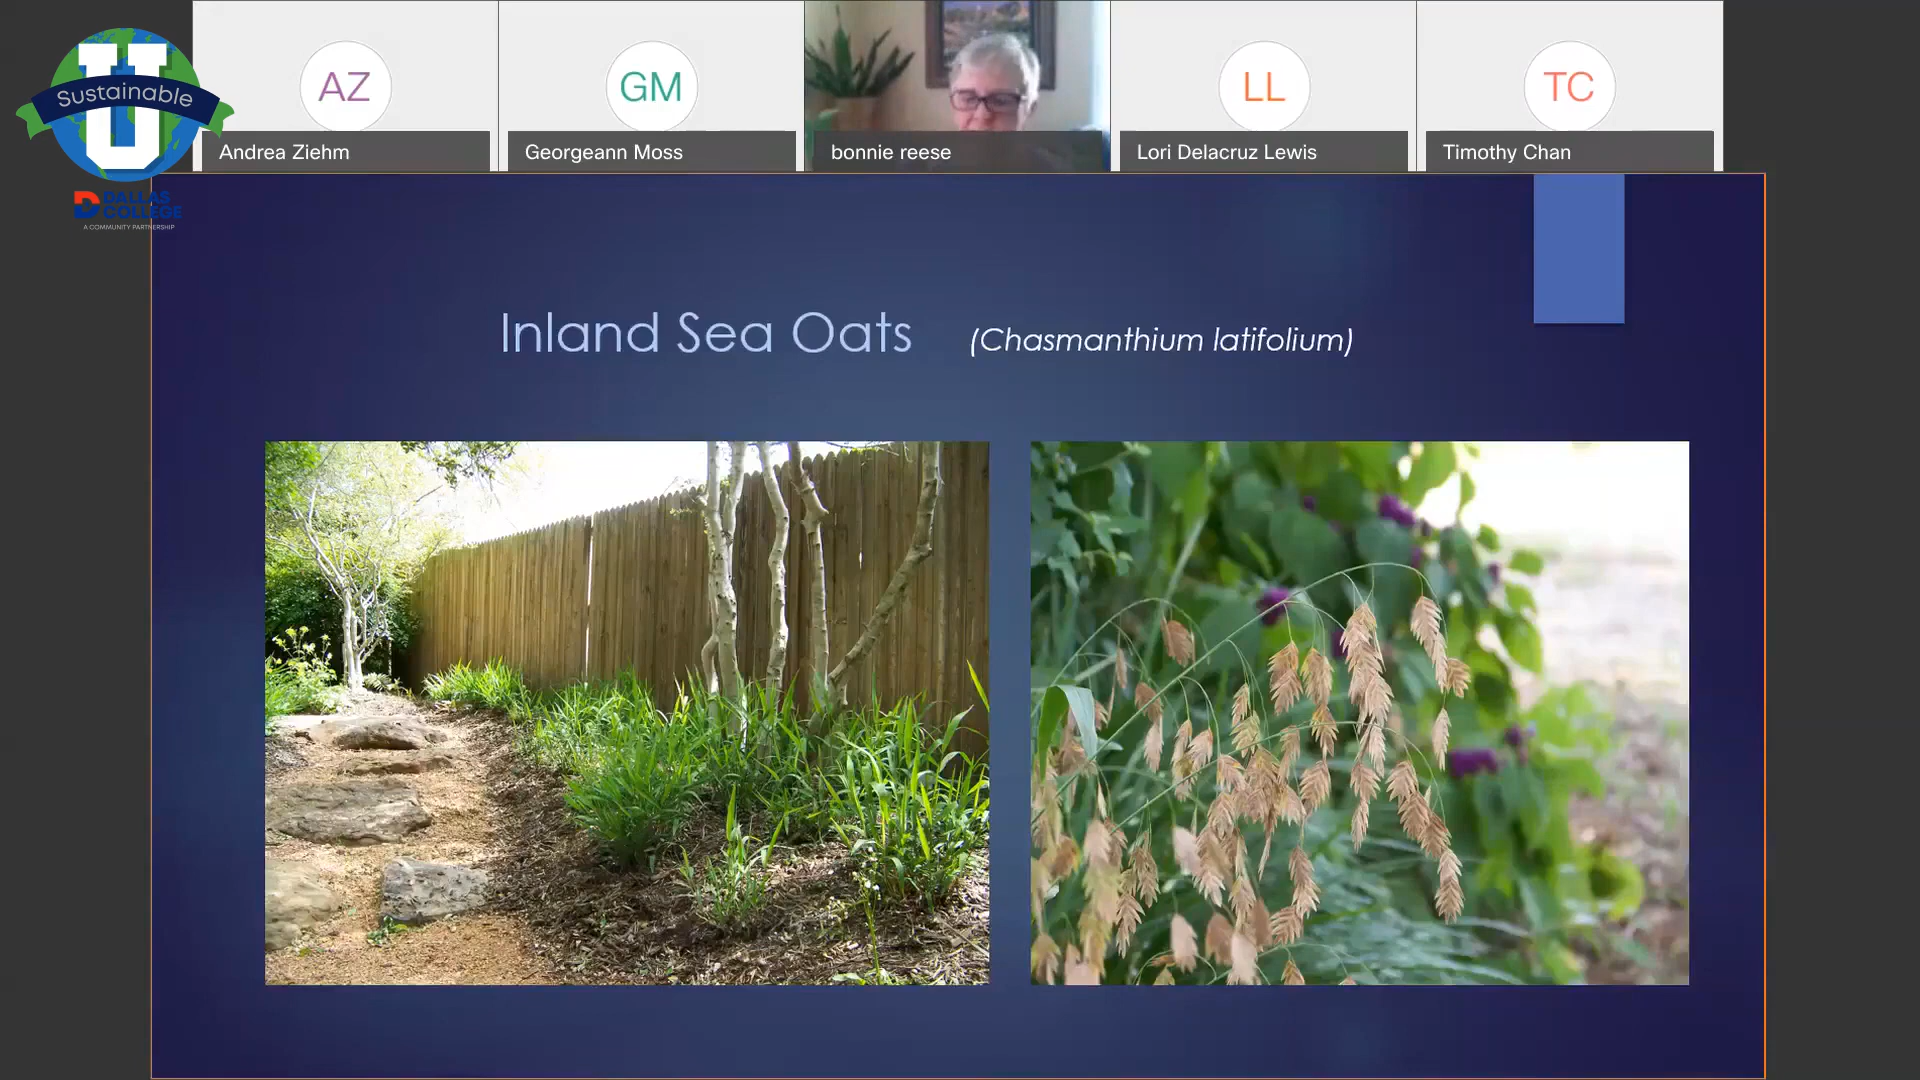 U
Sustainable
DALLAS
COLLEGE
A COMMUNITY PARTNERSHIP
AZ
Andrea Ziehm
GM
Georgeann Moss
bonnie reese
LL
Lori Delacruz Lewis
TC
Timothy Chan
Inland Sea Oats (Chasmanthium latifolium)